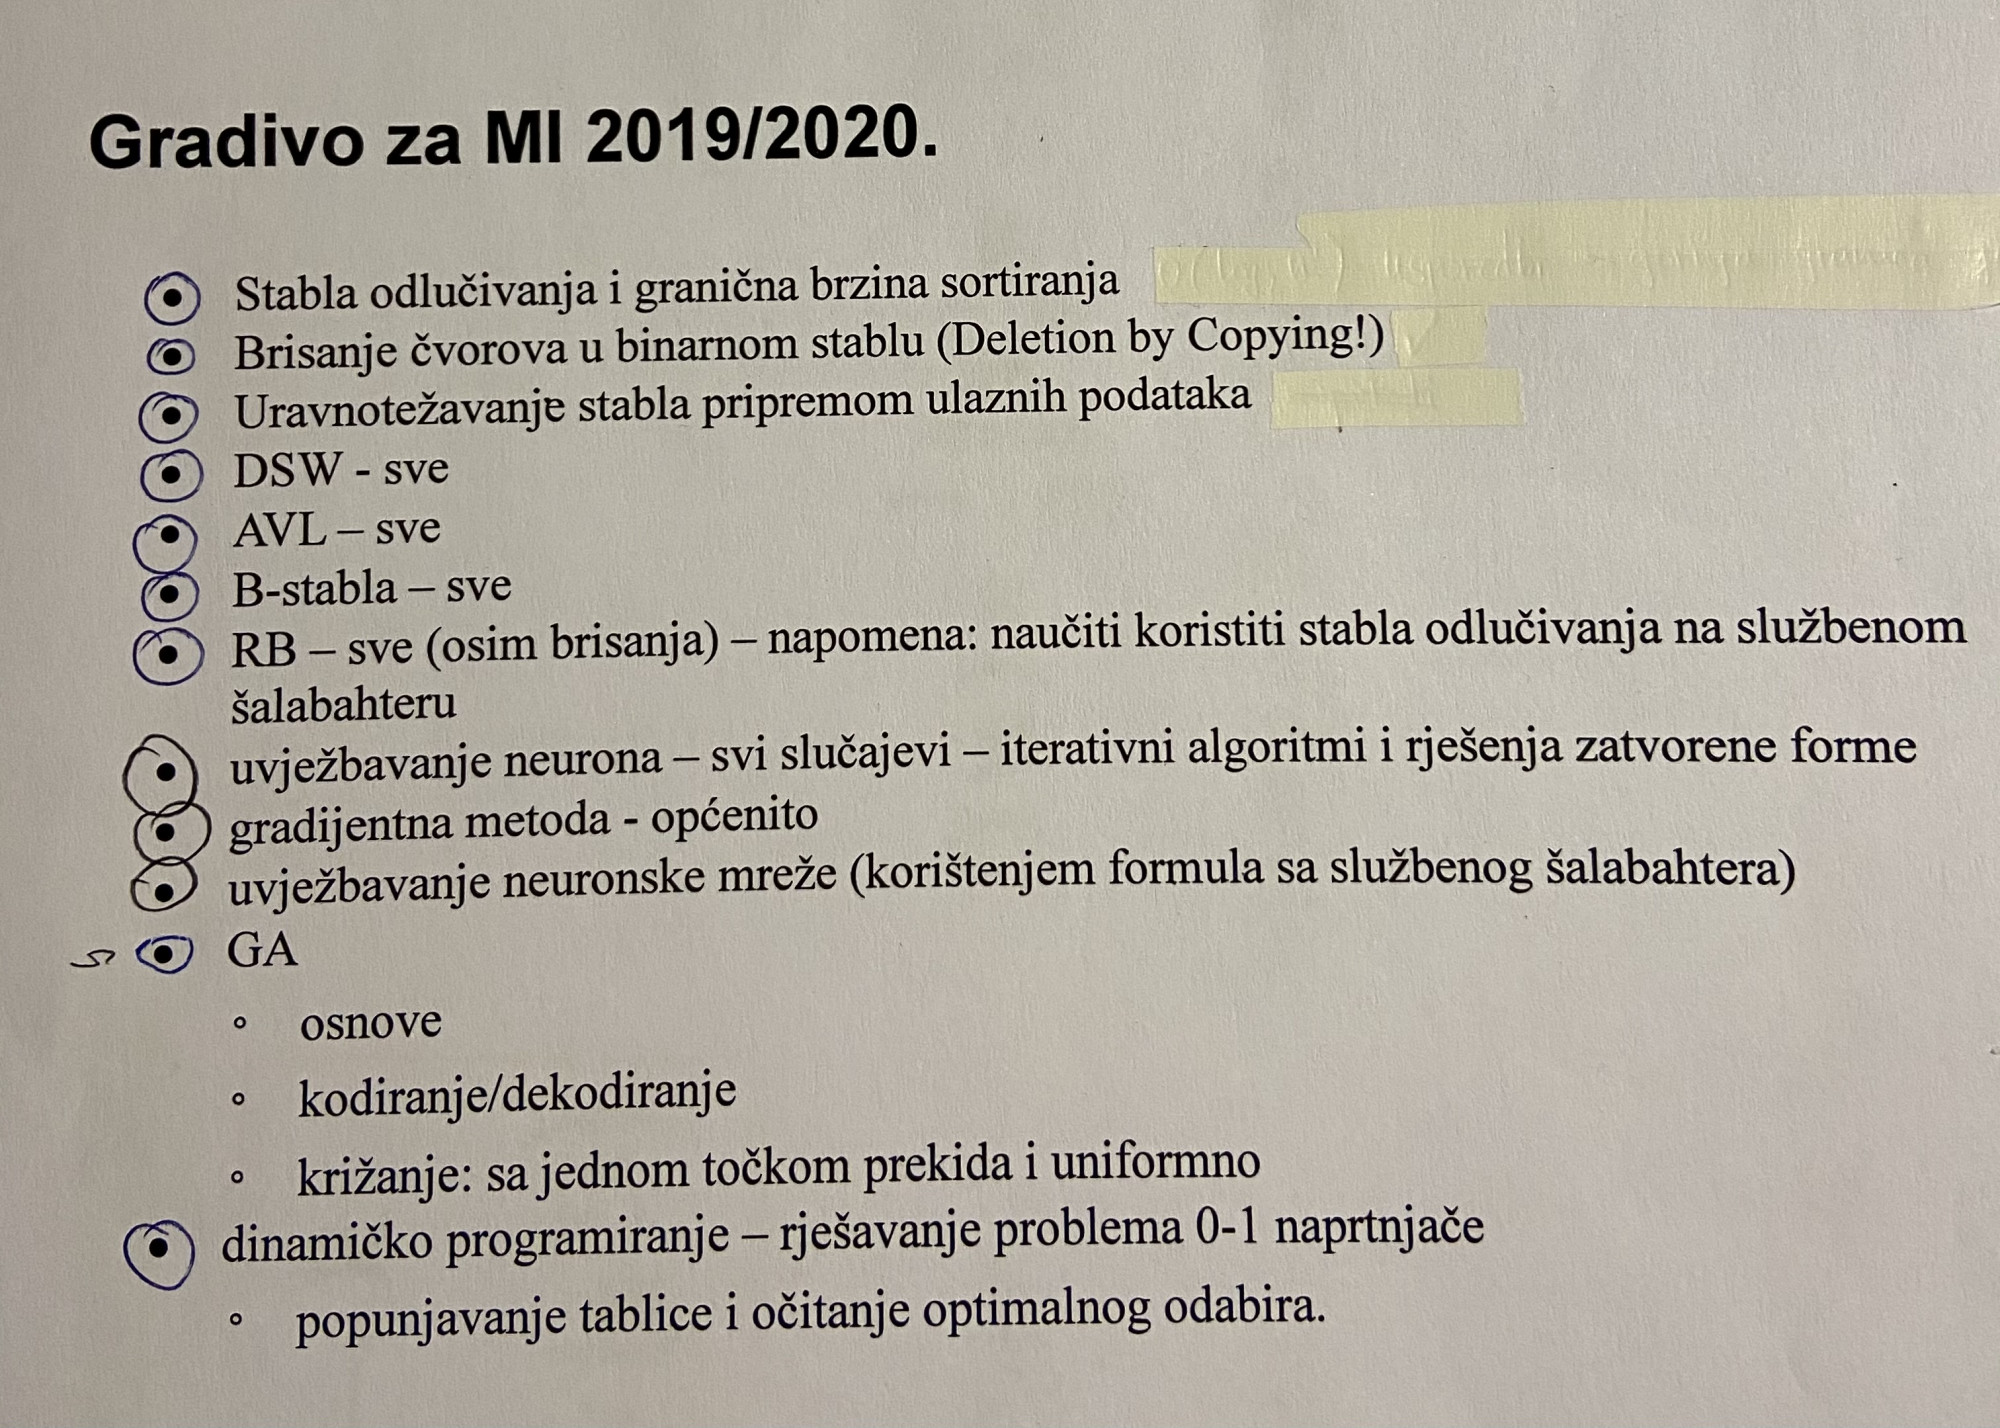 Gradivo za MI 2019/2020.
• Stabla odlučivanja i granična brzina sortiranja
• Brisanje čvorova u binarnom stablu (Deletion by Copying!)
• Uravnotežavanje stabla pripremom ulaznih podataka
• DSW - sve
• AVL – sve
• B-stabla – sve
• RB – sve (osim brisanja) – napomena: naučiti koristiti stabla odlučivanja na službenom
šalabahteru
• uvježbavanje neurona – svi slučajevi – iterativni algoritmi i rješenja zatvorene forme
• gradijentna metoda - općenito
• uvježbavanje neuronske mreže (korištenjem formula sa službenog šalabahtera)
• GA
◦ osnove
◦ kodiranje/dekodiranje
◦ križanje: sa jednom točkom prekida i uniformno
• dinamičko programiranje – rješavanje problema 0-1 naprtnjače
◦ popunjavanje tablice i očitanje optimalnog odabira.